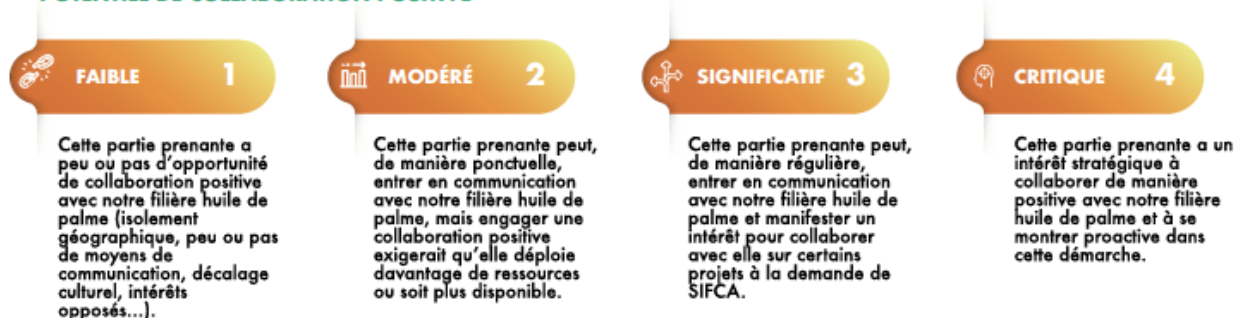 FAIBLE 1
Cette partie prenante a
peu ou pas d'opportunité
de collaboration positive
avec notre filière huile de
palme (isolement
géographique, peu ou pas
de moyens de
communication, décalage
culturel, intérêts
opposés...).
MODÉRÉ 2
Cette partie prenante peut,
de manière ponctuelle,
entrer en communication
avec notre filière huile de
palme, mais engager une
collaboration positive
exigerait qu'elle déploie
davantage de ressources
ou soit plus disponible.
SIGNIFICATIF 3
Cette partie prenante peut,
de manière régulière,
entrer en communication
avec notre filière huile de
palme et manifester un
intérêt pour collaborer
avec elle sur certains
projets à la demande de
SIFCA.
CRITIQUE 4
Cette partie prenante a un
intérêt stratégique à
collaborer de manière
positive avec notre filière
huile de palme et à se
montrer proactive dans
cette démarche.